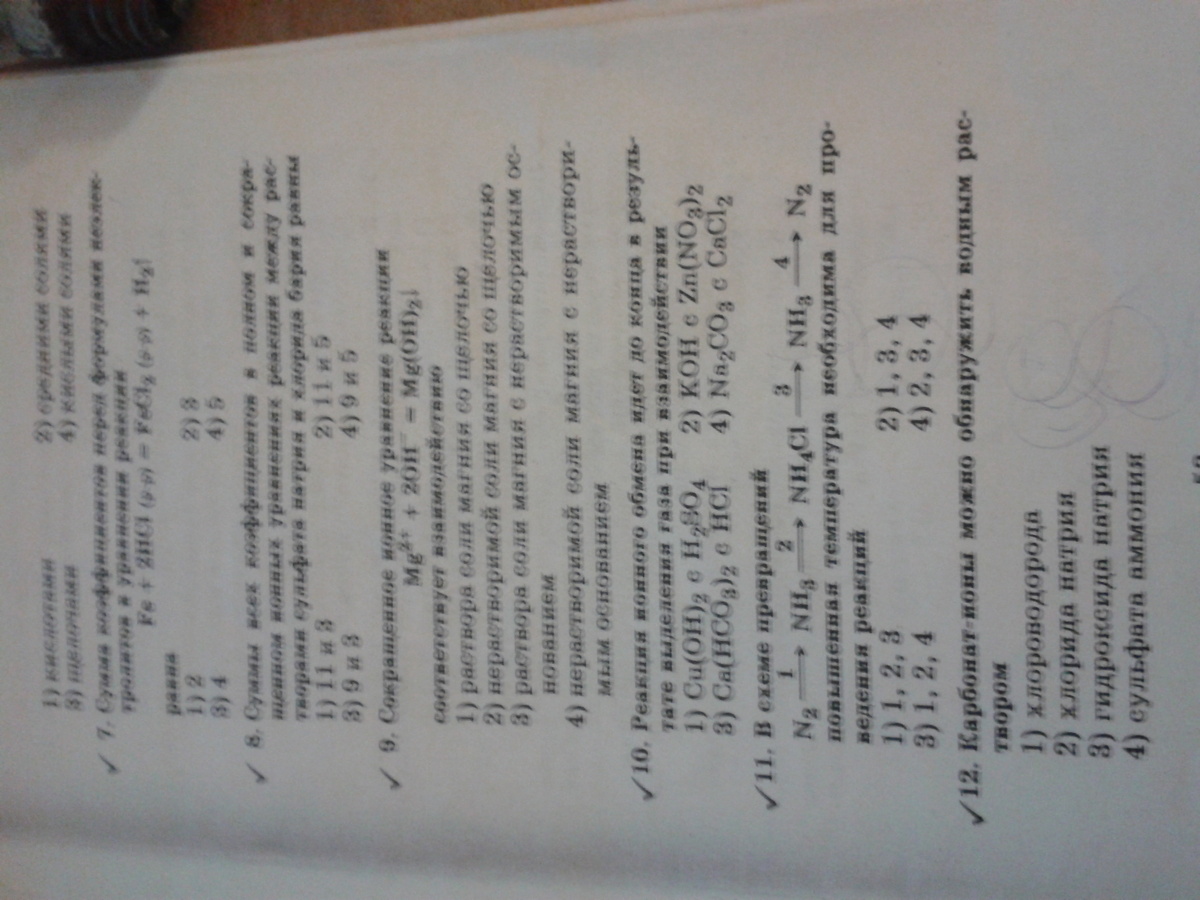 1) кислотами 2) средними солями
3) щелочами 4) кислыми солями
✓ 7. Сумма коэффициентов перед формулами неэлек-
тролитов в уравнении реакции
Fe + 2HCl (р-р) = FeCl₂ (р-р) + H₂↑
равна
1) 2 2) 3
3) 4 4) 5
✓ 8. Суммы всех коэффициентов в полном и сокра-
щенном ионных уравнениях реакции между рас-
творами сульфата натрия и хлорида бария равны
1) 11 и 3 2) 11 и 5
3) 9 и 3 4) 9 и 5
✓ 9. Сокращенное ионное уравнение реакции
Mg²⁺ + 2OH⁻ = Mg(OH)₂↓
соответствует взаимодействию
1) раствора соли магния со щелочью
2) нерастворимой соли магния со щелочью
3) раствора соли магния с нерастворимым ос-
нованием
4) нерастворимой соли магния с нераствори-
мым основанием
✓10. Реакция ионного обмена идет до конца в резуль-
тате выделения газа при взаимодействии
1) Cu(OH)₂ с H₂SO₄ 2) KOH с Zn(NO₃)₂
3) Ca(HCO₃)₂ с HCl 4) Na₂CO₃ с CaCl₂
✓11. В схеме превращений
N₂ —1→ NH₃ —2→ NH₄Cl —3→ NH₃ —4→ N₂
повышенная температура необходима для про-
ведения реакций
1) 1, 2, 3 2) 1, 3, 4
3) 1, 2, 4 4) 2, 3, 4
✓12. Карбонат-ионы можно обнаружить водным рас-
твором
1) хлороводорода
2) хлорида натрия
3) гидроксида натрия
4) сульфата аммония